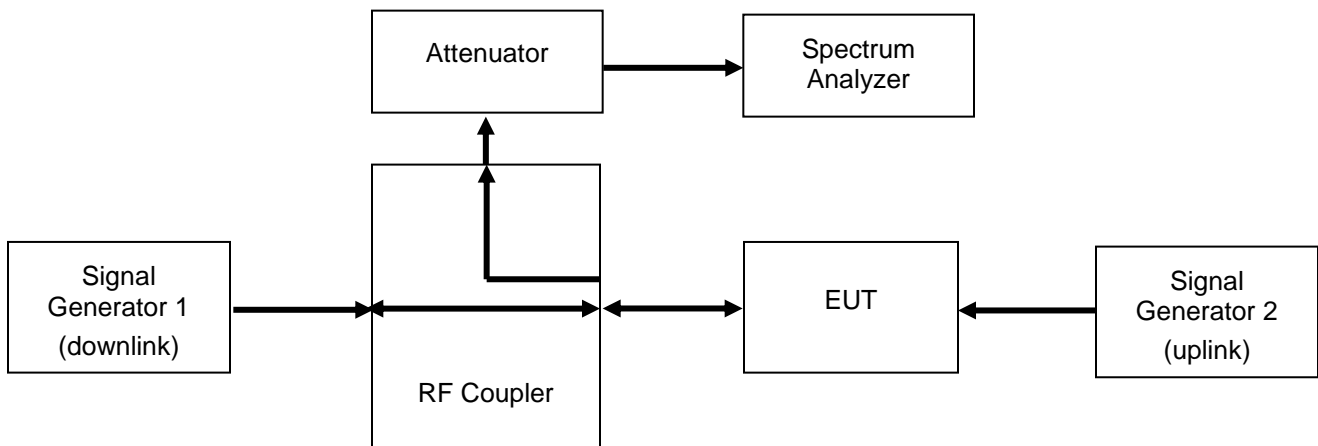 Attenuator
Spectrum
Analyzer
Signal
Generator 1
(downlink)
RF Coupler
EUT
Signal
Generator 2
(uplink)